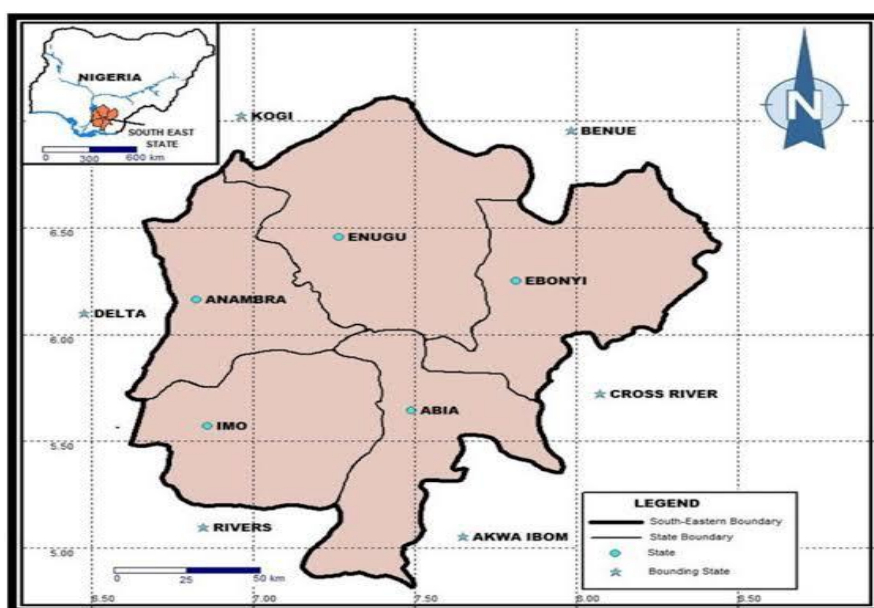 NIGERIA
SOUTH EAST
STATE
0 300 600 km
KOGI
BENUE
N
6.50
ENUGU
EBONYI
ANAMBRA
DELTA
6.00
CROSS RIVER
ABIA
IMO
5.50
LEGEND
South-Eastern Boundary
State Boundary
State
Bounding State
RIVERS
AKWA IBOM
5.00
0 25 50 km
6.50 7.00 7.50 8.00 8.50